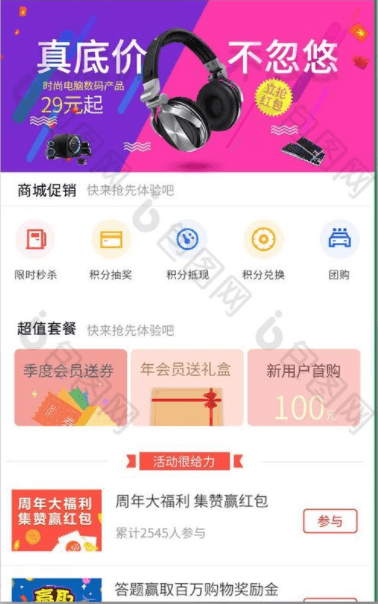 真底价 不忽悠
时尚电脑数码产品
29元起
立抢
红包
商城促销 快来抢先体验吧
限时秒杀 积分抽奖 积分抵现 积分兑换 团购
超值套餐 快来抢先体验吧
季度会员送券 年会员送礼盒 新用户首购
100元
活动很给力
周年大福利
集赞赢红包
周年大福利 集赞赢红包
累计2545人参与
参与
赢取
答题赢取百万购物奖励金
包图网